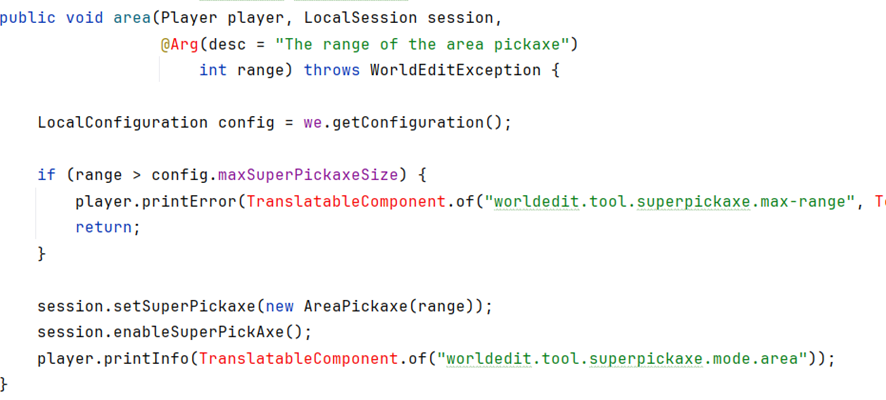 public void area(Player player, LocalSession session,
@Arg(desc = "The range of the area pickaxe")
int range) throws WorldEditException {
LocalConfiguration config = we.getConfiguration();
if (range > config.maxSuperPickaxeSize) {
player.printError(TranslatableComponent.of("worldedit.tool.superpickaxe.max-range",
return;
}
session.setSuperPickaxe(new AreaPickaxe(range));
session.enableSuperPickAxe();
player.printInfo(TranslatableComponent.of("worldedit.tool.superpickaxe.mode.area"));
}